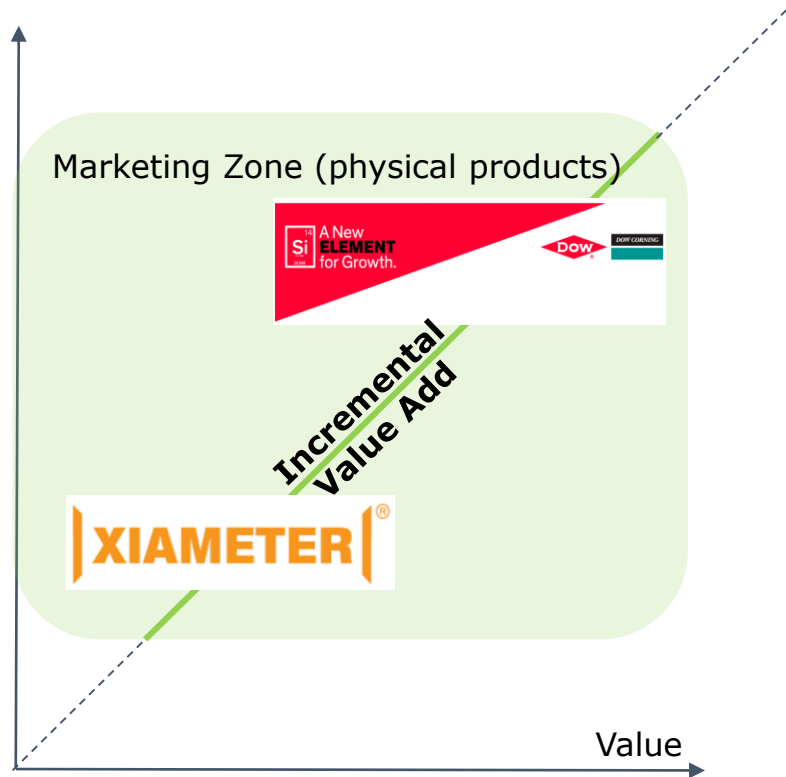 Marketing Zone (physical products)
14
Si
A New
ELEMENT
for Growth.
Dow
®
DOW CORNING
Incremental
Value Add
XIAMETER®
Value